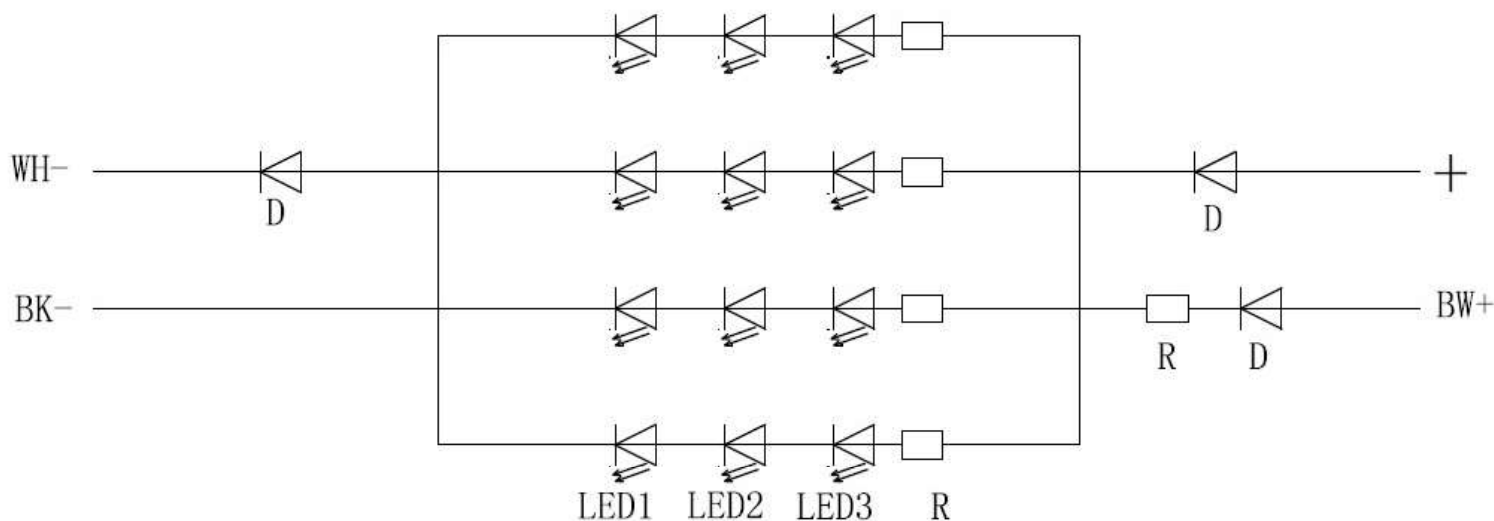 WH- +
D D
BK- BW+
R D
LED1 LED2 LED3 R